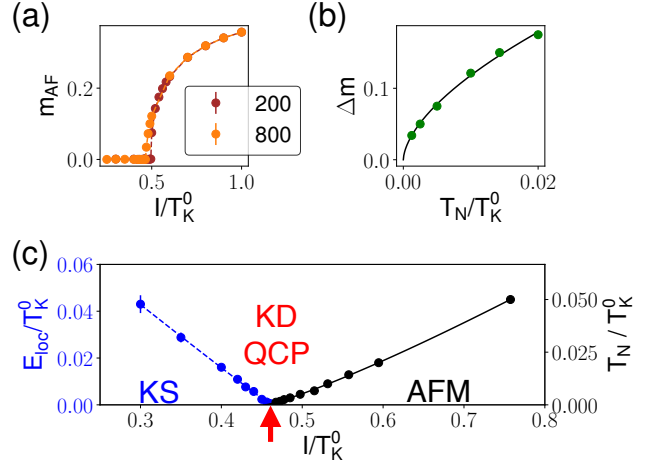 (a)
(b)
m_AF
0.2
0.0
0.5
1.0
I/T_K^0
200
800
Δm
0.1
0.0
0.00
0.02
T_N/T_K^0
(c)
E_loc/T_K^0
0.06
0.04
0.02
0.00
KD
QCP
KS
AFM
0.050
0.025
0.000
T_N / T_K^0
0.3
0.4
0.5
0.6
0.7
0.8
I/T_K^0